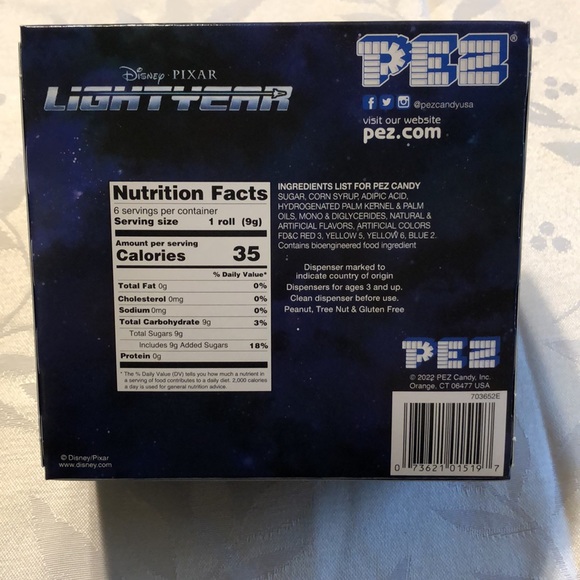 Disney · PIXAR
LIGHTYEAR
PEZ®
@pezcandyusa
visit our website
pez.com
Nutrition Facts
6 servings per container
Serving size 1 roll (9g)
Amount per serving
Calories 35
% Daily Value*
Total Fat 0g 0%
Cholesterol 0mg 0%
Sodium 0mg 0%
Total Carbohydrate 9g 3%
Total Sugars 9g
Includes 9g Added Sugars 18%
Protein 0g
* The % Daily Value (DV) tells you how much a nutrient in
a serving of food contributes to a daily diet. 2,000 calories
a day is used for general nutrition advice.
INGREDIENTS LIST FOR PEZ CANDY
SUGAR, CORN SYRUP, ADIPIC ACID,
HYDROGENATED PALM KERNEL & PALM
OILS, MONO & DIGLYCERIDES, NATURAL &
ARTIFICIAL FLAVORS, ARTIFICIAL COLORS
FD&C RED 3, YELLOW 5, YELLOW 6, BLUE 2.
Contains bioengineered food ingredient
Dispenser marked to
indicate country of origin
Dispensers for ages 3 and up.
Clean dispenser before use.
Peanut, Tree Nut & Gluten Free
PEZ
© 2022 PEZ Candy, Inc.
Orange, CT 06477 USA
703652E
0 73621 01519 7
© Disney/Pixar
www.disney.com